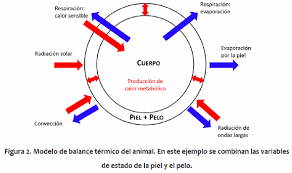 Respiración: calor sensible
Respiración: evaporación
Radiación solar
CUERPO
Evaporación por la piel
Producción de calor metabólico
Convección
PIEL + PELO
Radiación de ondas largas
Figura 2. Modelo de balance térmico del animal. En este ejemplo se combinan las variables
de estado de la piel y el pelo.